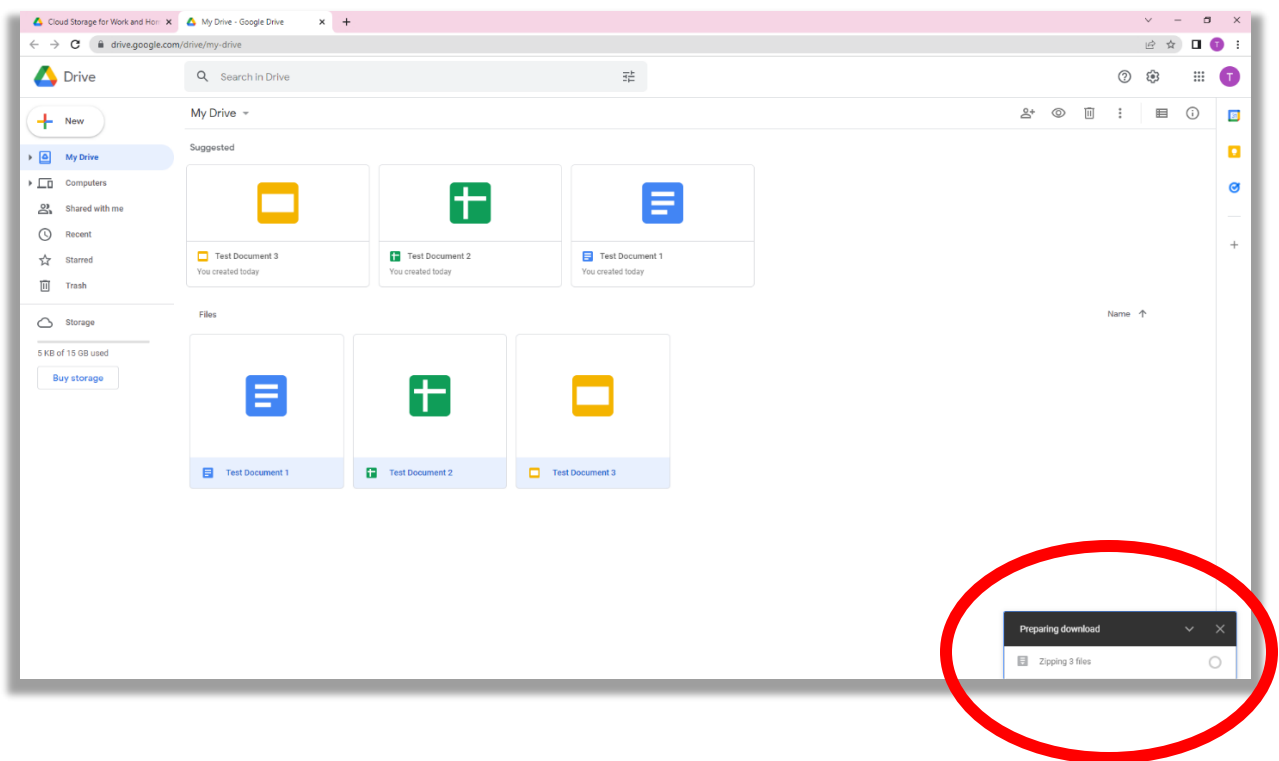 Cloud Storage for Work and Hom
My Drive - Google Drive
drive.google.com/drive/my-drive
T
Drive
Search in Drive
T
New
My Drive
My Drive
Computers
Shared with me
Recent
Starred
Trash
Storage
5 KB of 15 GB used
Buy storage
Suggested
Test Document 3
You created today
Test Document 2
You created today
Test Document 1
You created today
Files
Name
Test Document 1
Test Document 2
Test Document 3
Preparing download
Zipping 3 files